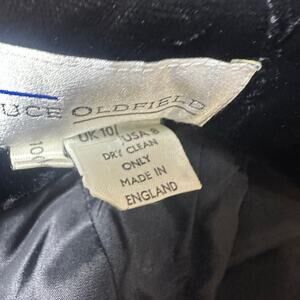 UCE OLDFIELD
UK 10/ USA 8
DRY CLEAN
ONLY
MADE IN
ENGLAND